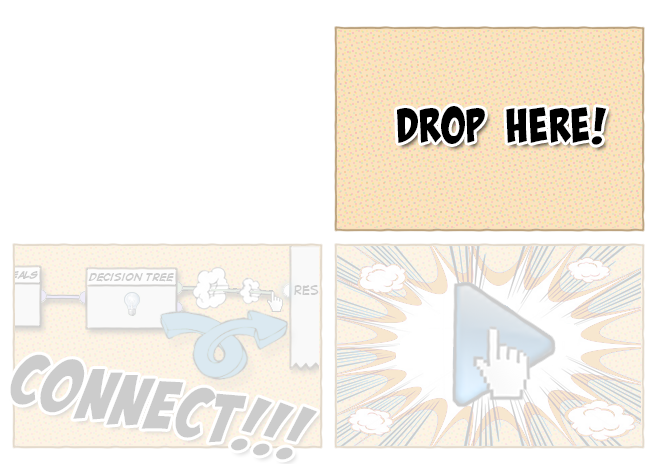 DROP HERE!
EALS
DECISION TREE
RES
CONNECT!!!